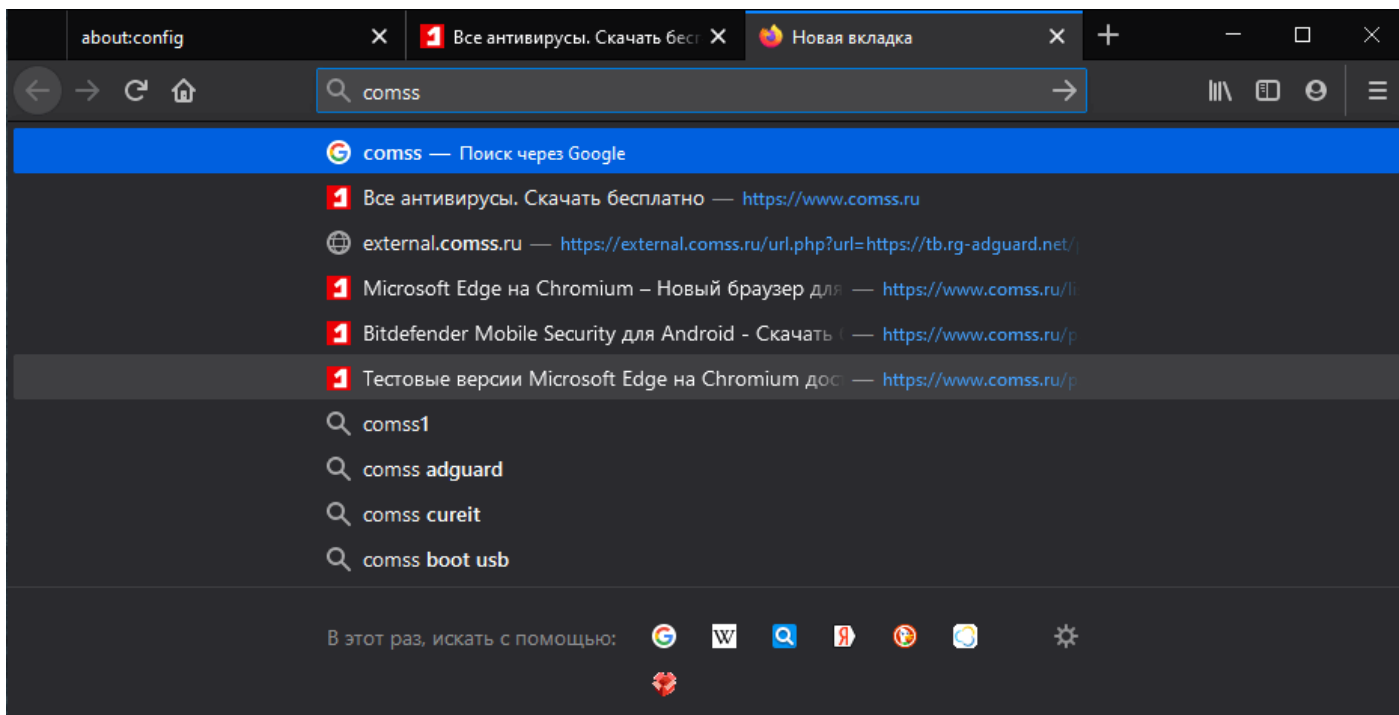 about:config
Все антивирусы. Скачать бесг
Новая вкладка
comss
comss — Поиск через Google
Все антивирусы. Скачать бесплатно — https://www.comss.ru
external.comss.ru — https://external.comss.ru/url.php?url=https://tb.rg-adguard.net/
Microsoft Edge на Chromium – Новый браузер для — https://www.comss.ru/li
Bitdefender Mobile Security для Android - Скачать — https://www.comss.ru/p
Тестовые версии Microsoft Edge на Chromium дос — https://www.comss.ru/p
comss1
comss adguard
comss cureit
comss boot usb
В этот раз, искать с помощью: